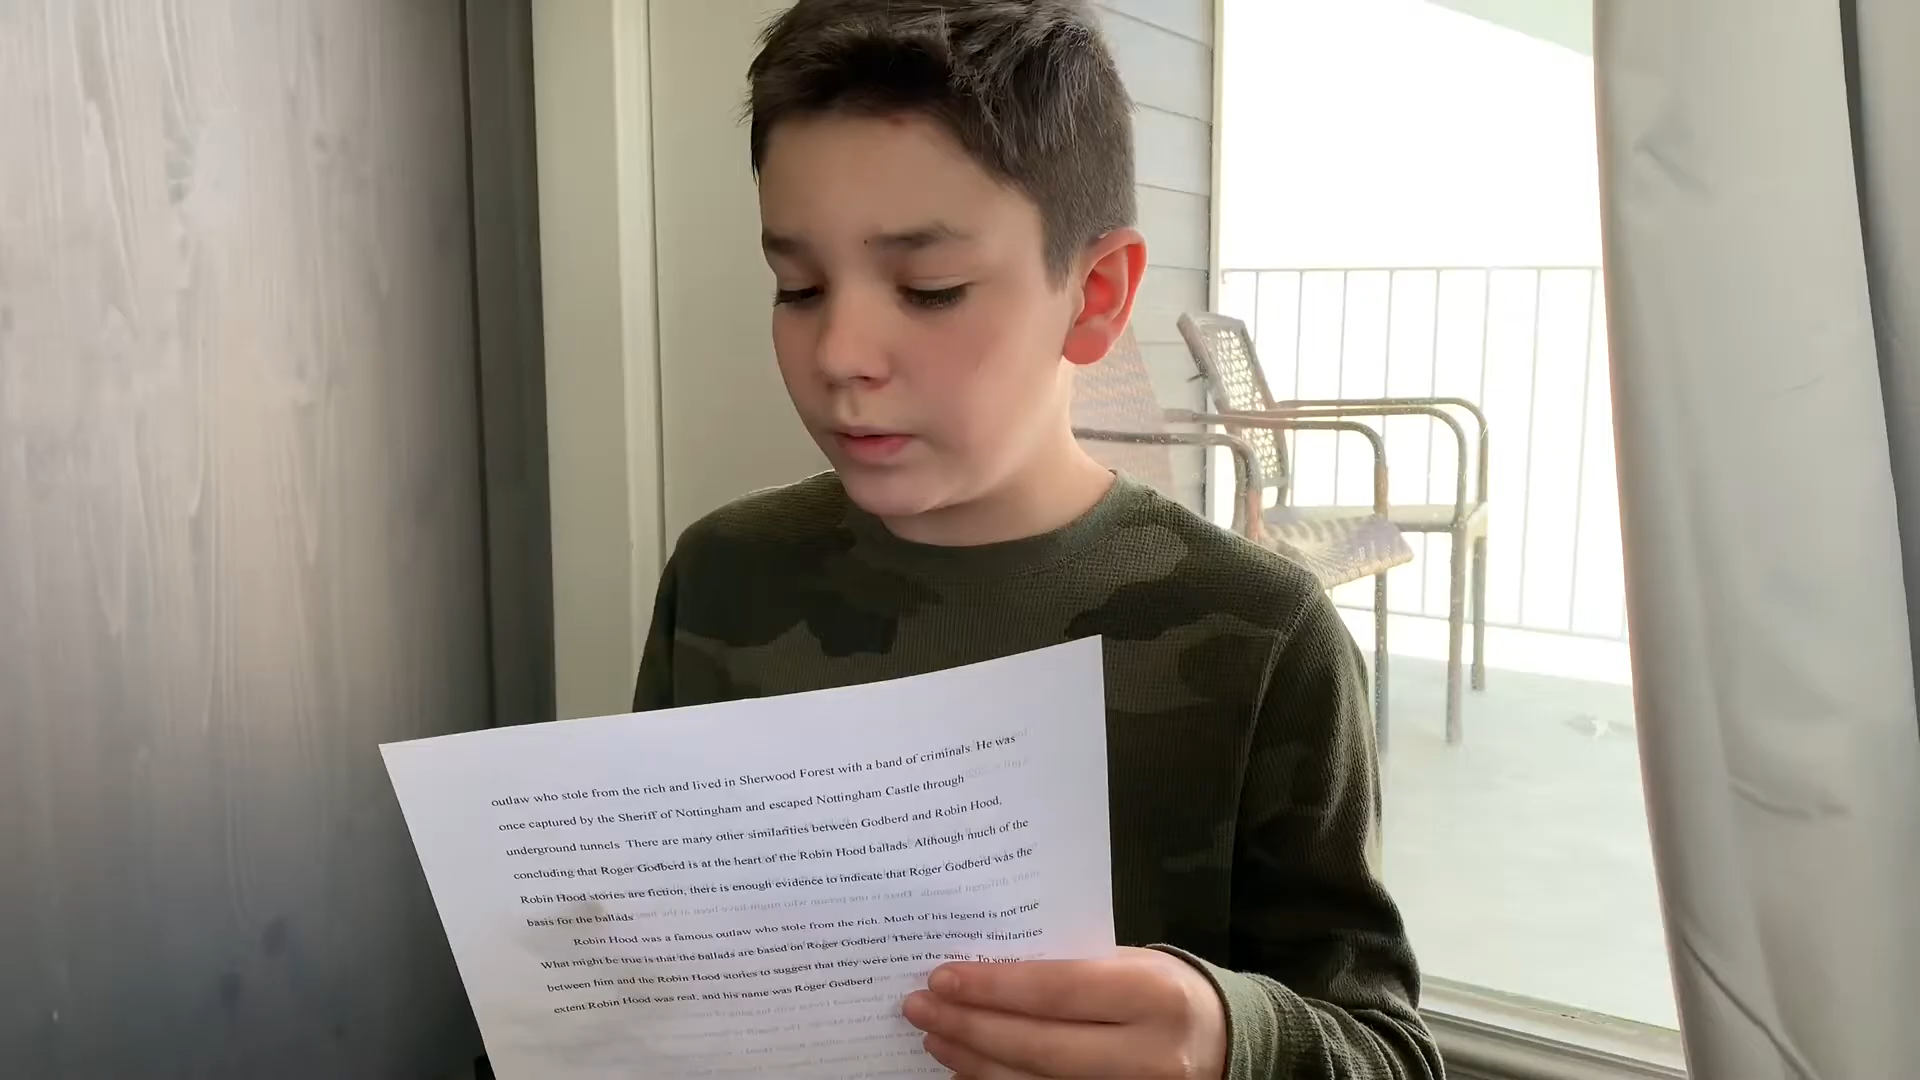 outlaw who stole from the rich and lived in Sherwood Forest with a band of criminals. He was
once captured by the Sheriff of Nottingham and escaped Nottingham Castle through
underground tunnels. There are many other similarities between Godberd and Robin Hood,
concluding that Roger Godberd is at the heart of the Robin Hood ballads. Although much of the
Robin Hood stories are fiction, there is enough evidence to indicate that Roger Godberd was the
basis for the ballads
Robin Hood was a famous outlaw who stole from the rich. Much of his legend is not true
What might be true is that the ballads are based on Roger Godberd. There are enough similarities
between him and the Robin Hood stories to suggest that they were one in the same. To some
extent Robin Hood was real, and his name was Roger Godberd